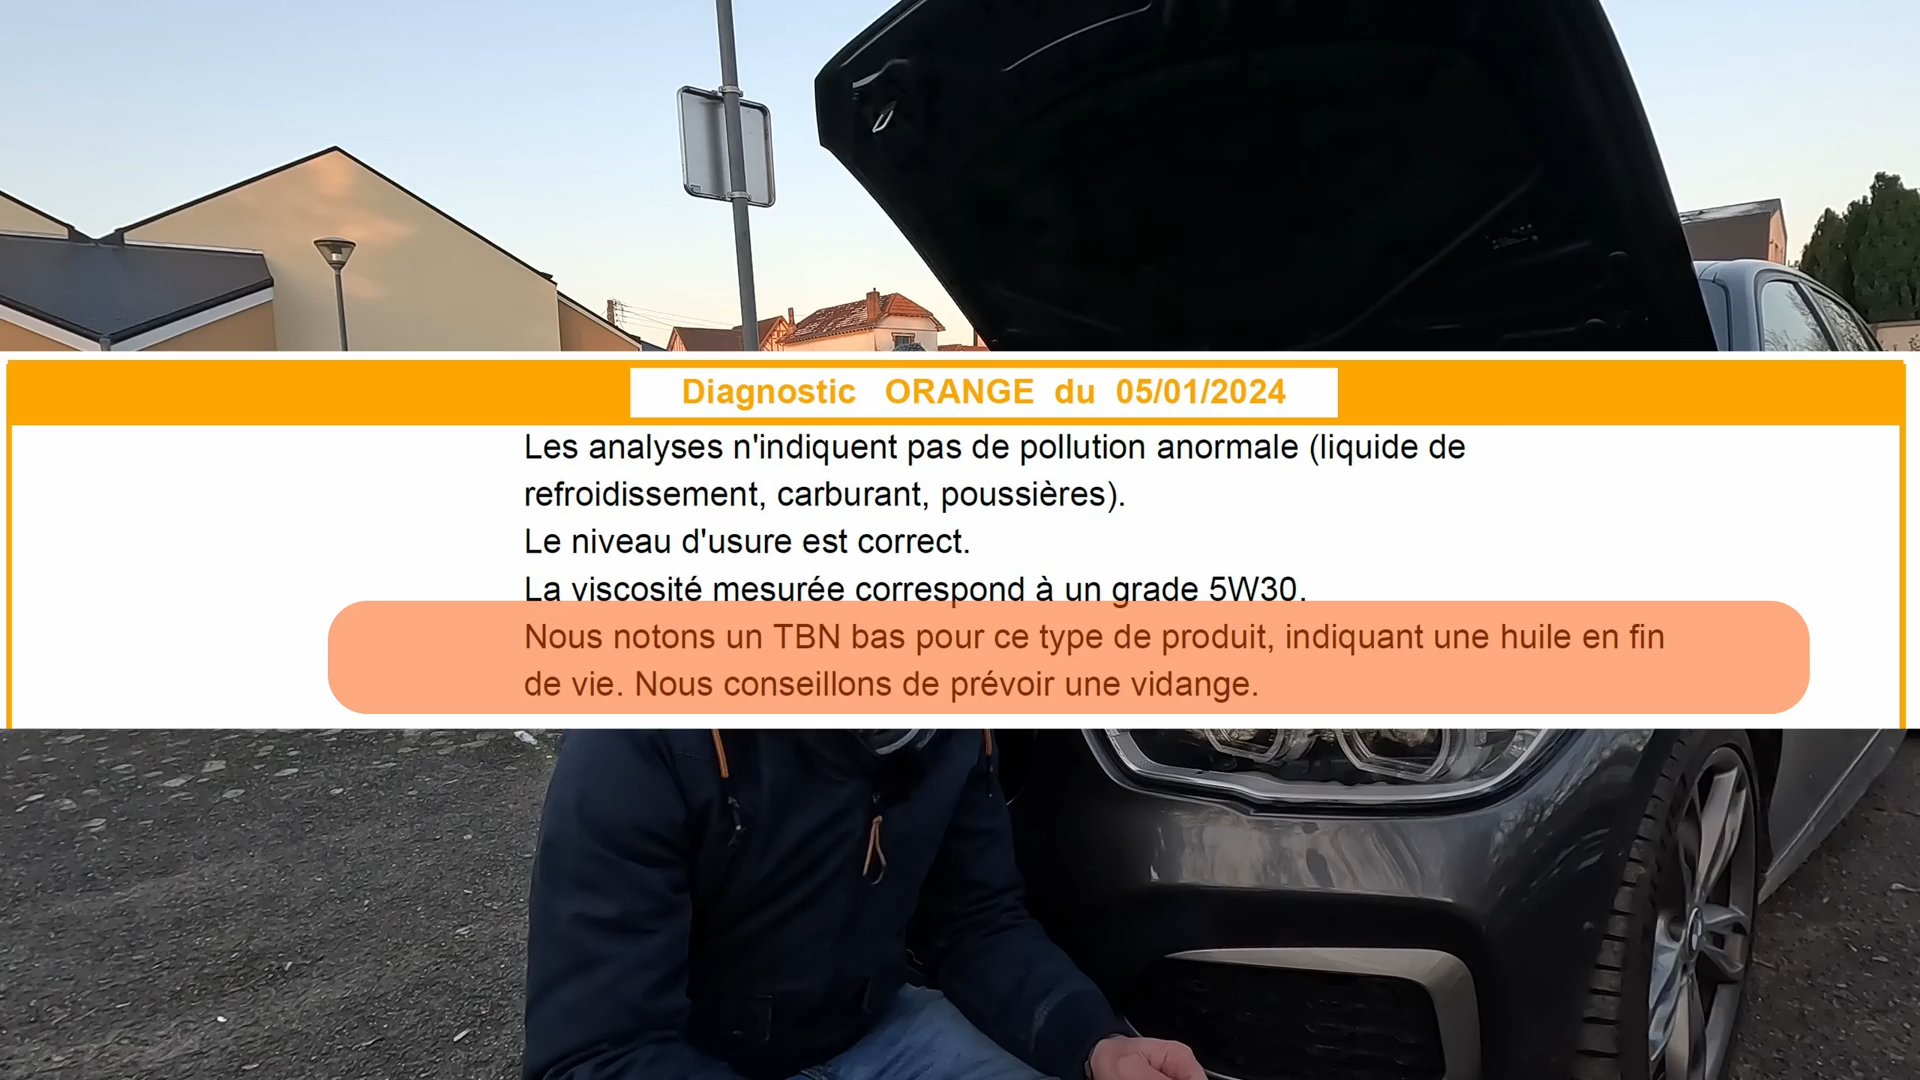 Diagnostic ORANGE du 05/01/2024
Les analyses n'indiquent pas de pollution anormale (liquide de
refroidissement, carburant, poussières).
Le niveau d'usure est correct.
La viscosité mesurée correspond à un grade 5W30.
Nous notons un TBN bas pour ce type de produit, indiquant une huile en fin
de vie. Nous conseillons de prévoir une vidange.